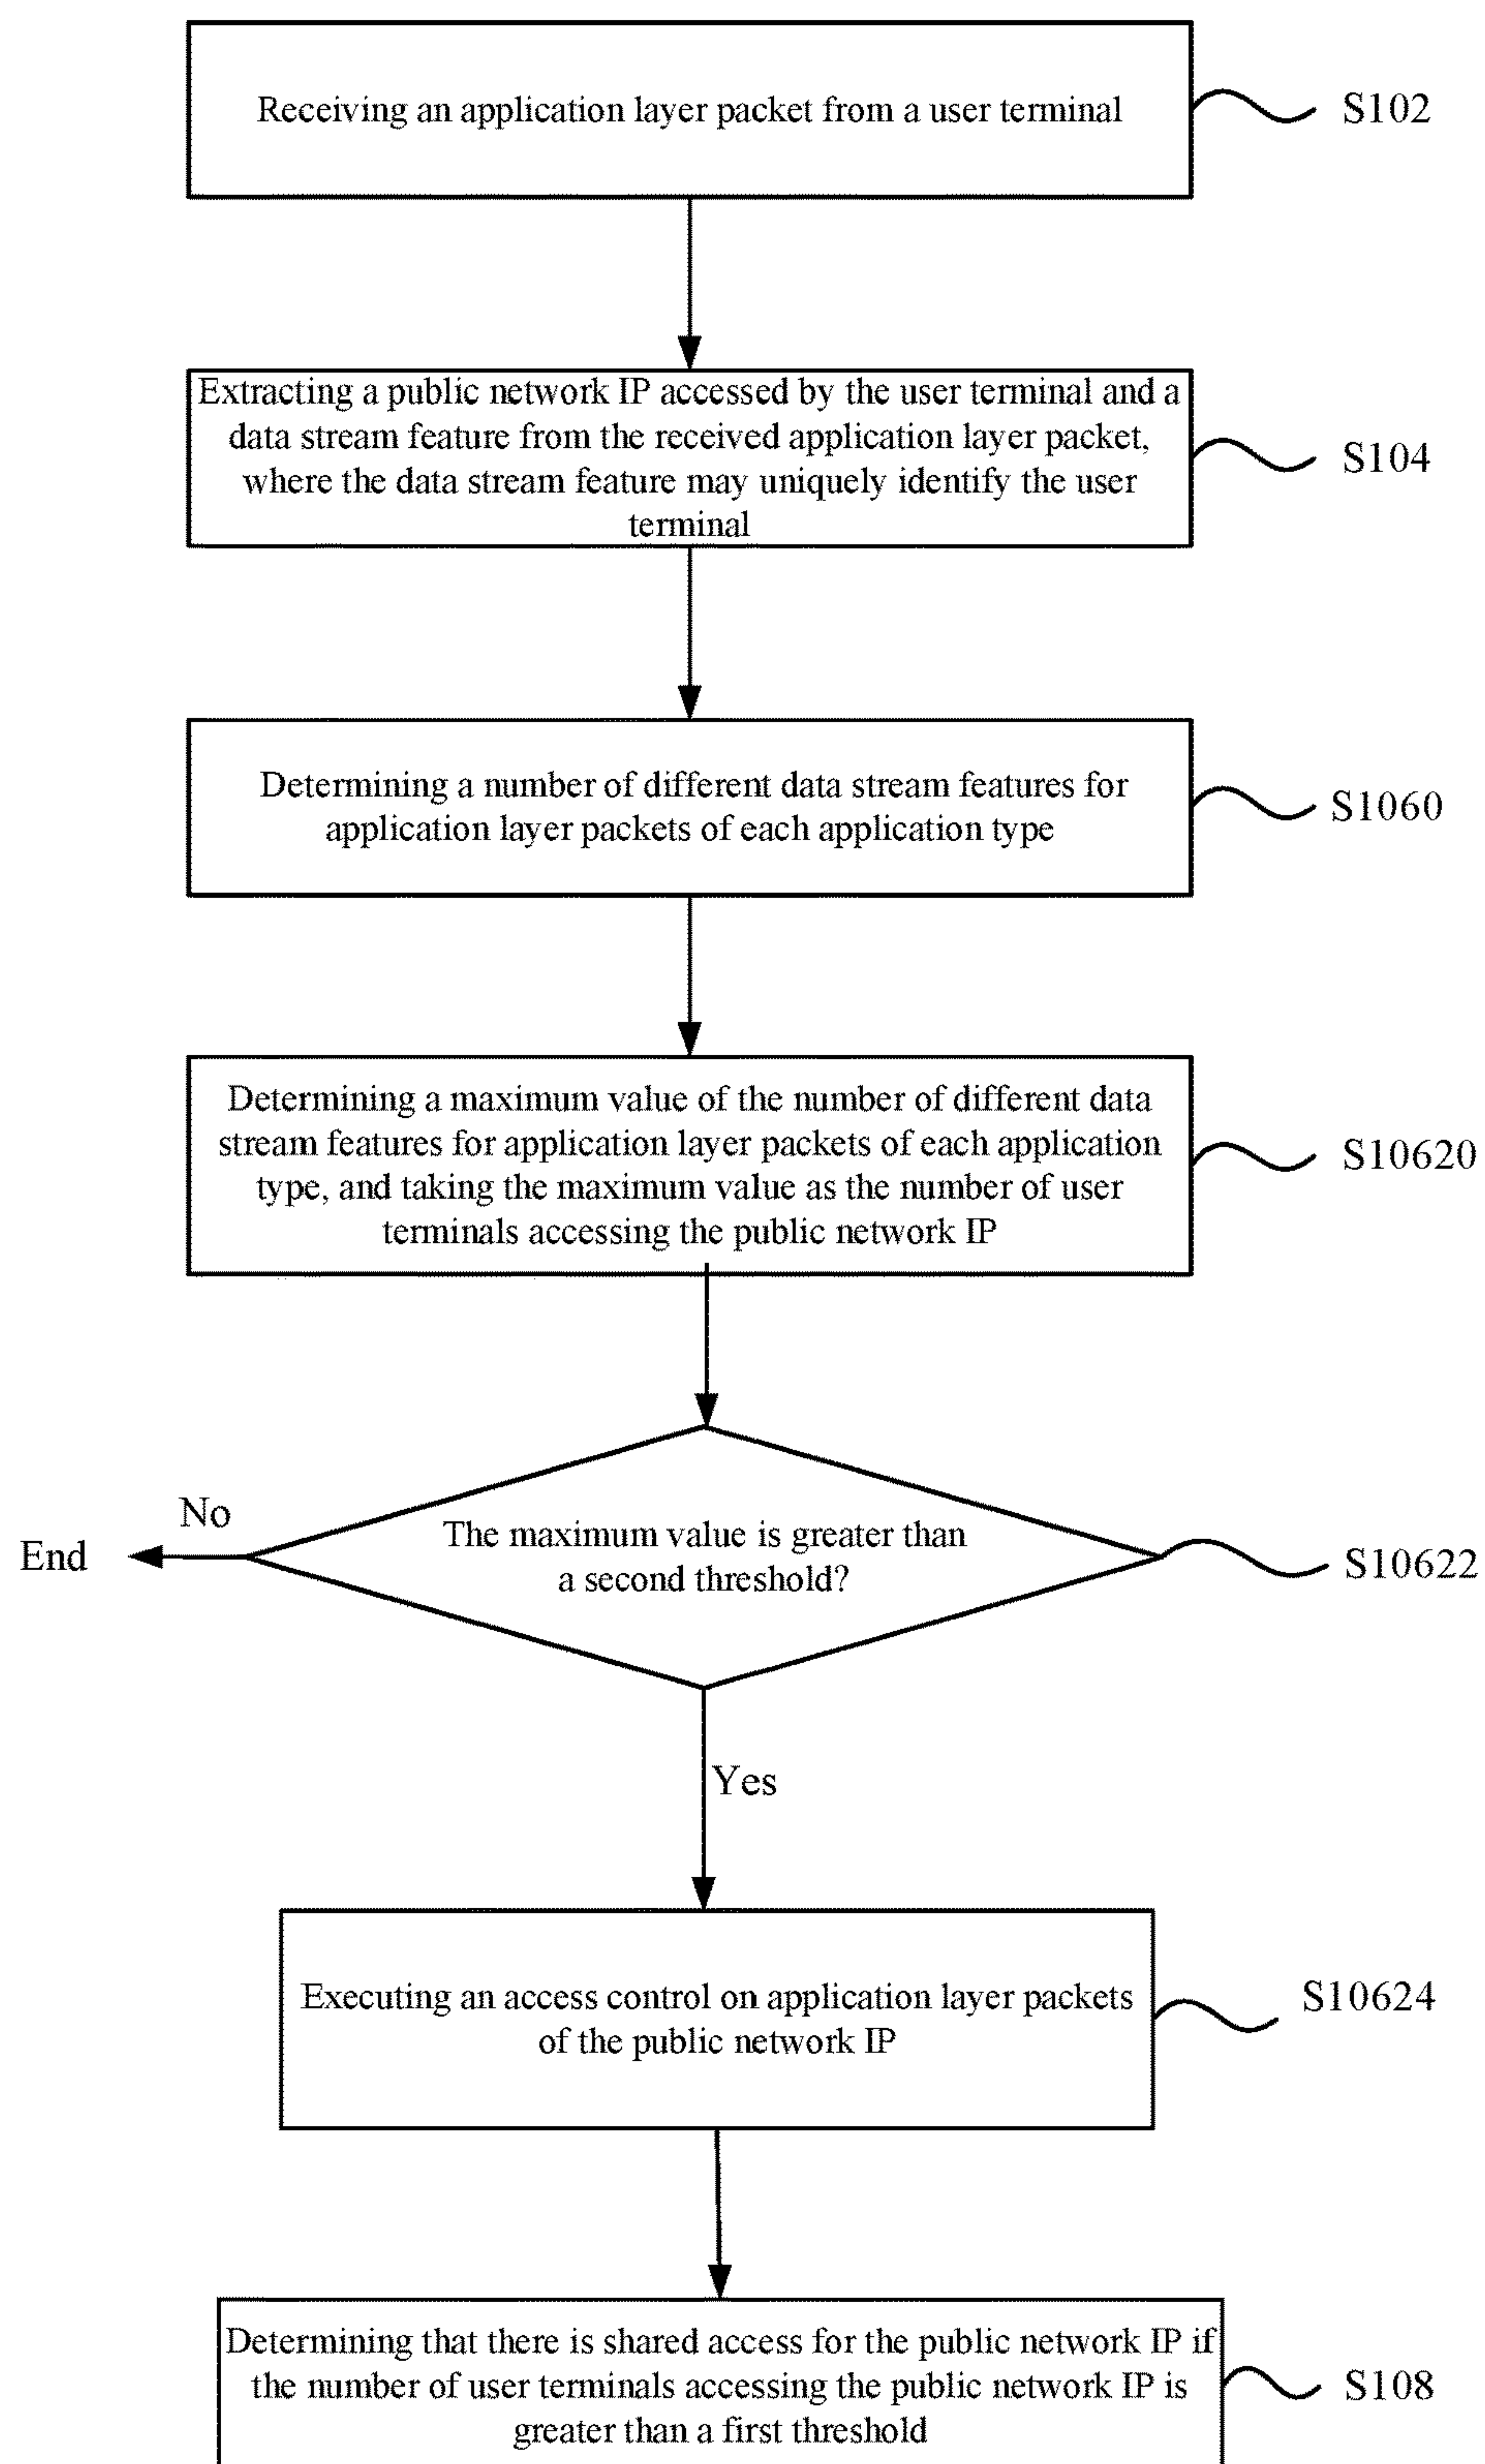 Receiving an application layer packet from a user terminal
S102
Extracting a public network IP accessed by the user terminal and a
data stream feature from the received application layer packet,
where the data stream feature may uniquely identify the user
terminal
S104
Determining a number of different data stream features for
application layer packets of each application type
S1060
Determining a maximum value of the number of different data
stream features for application layer packets of each application
type, and taking the maximum value as the number of user
terminals accessing the public network IP
S10620
No
End
The maximum value is greater than
a second threshold?
S10622
Yes
Executing an access control on application layer packets
of the public network IP
S10624
Determining that there is shared access for the public network IP if
the number of user terminals accessing the public network IP is
greater than a first threshold
S108